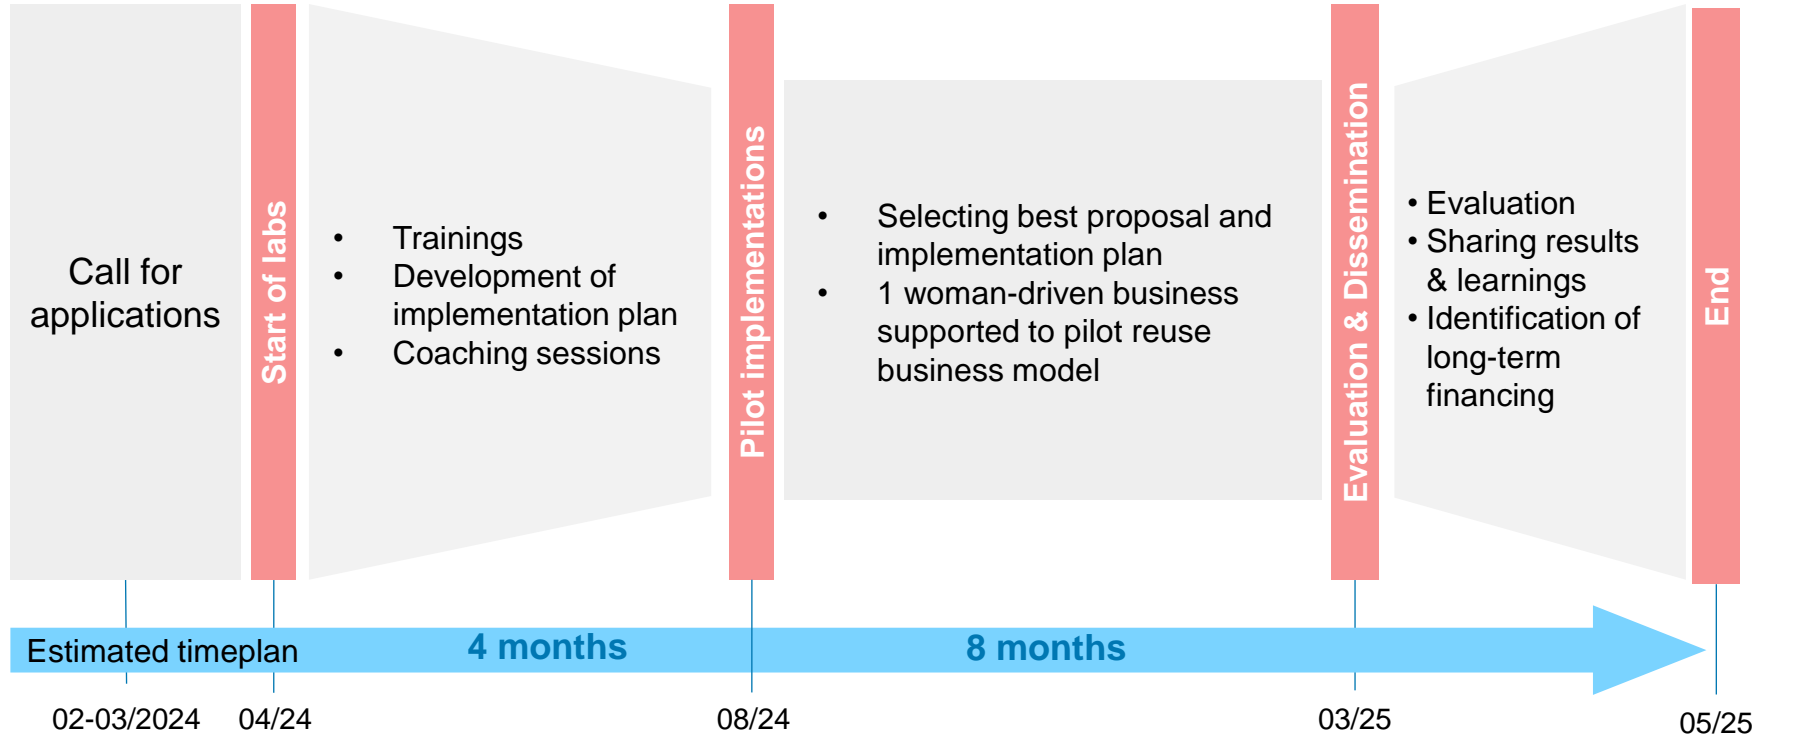 Call for
applications
Start of labs
• Trainings
• Development of
implementation plan
• Coaching sessions
Pilot implementations
• Selecting best proposal and
implementation plan
• 1 woman-driven business
supported to pilot reuse
business model
Evaluation & Dissemination
• Evaluation
• Sharing results
& learnings
• Identification of
long-term
financing
End
Estimated timeplan
4 months
8 months
02-03/2024
04/24
08/24
03/25
05/25